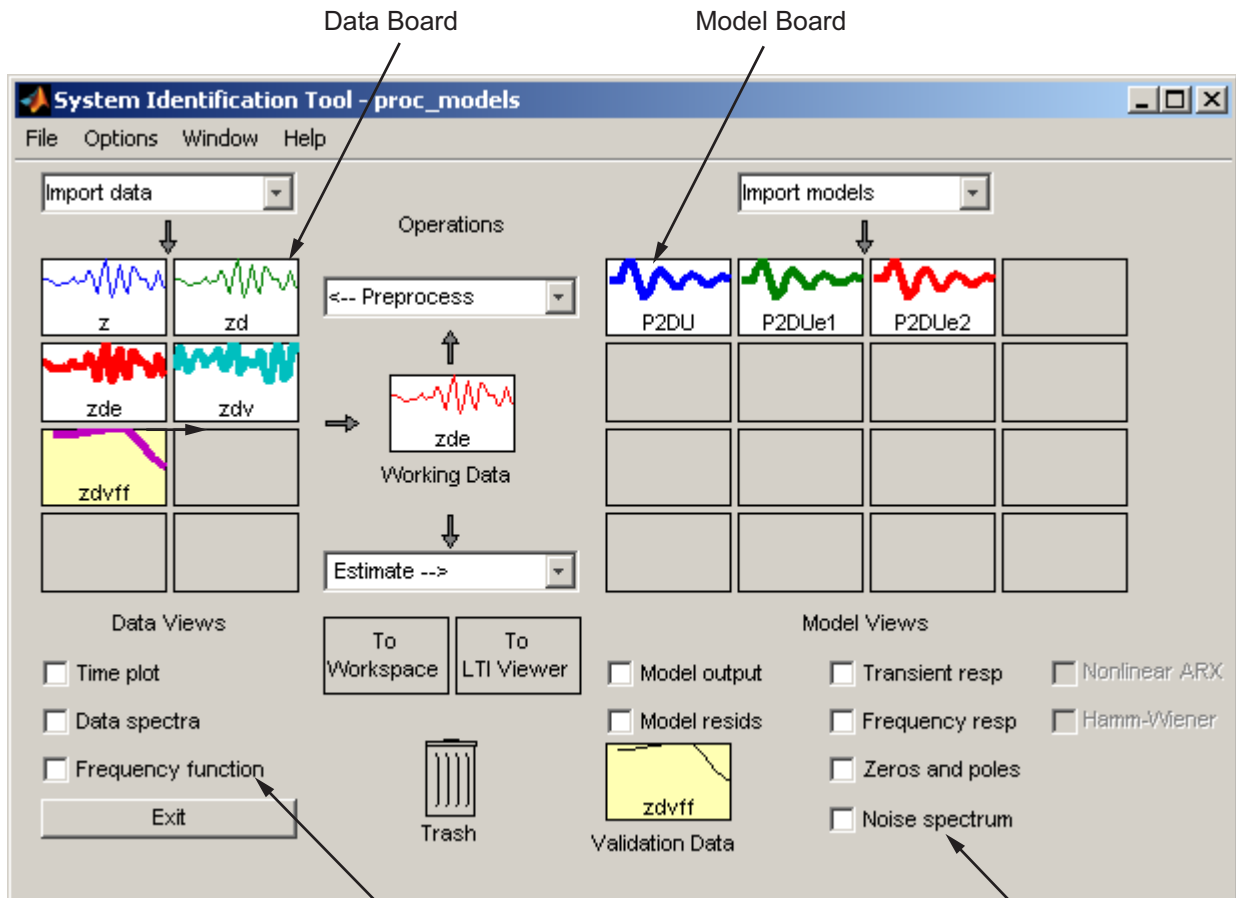 Data Board
Model Board
System Identification Tool - proc_models
File Options Window Help
Import data
Import models
Operations
z
zd
<-- Preprocess
P2DU
P2DUe1
P2DUe2
zde
zdv
zde
Working Data
zdvff
Estimate -->
Data Views
To Workspace
To LTI Viewer
Model Views
Time plot
Data spectra
Frequency function
Exit
Trash
Model output
Model resids
zdvff
Validation Data
Transient resp
Frequency resp
Zeros and poles
Noise spectrum
Nonlinear ARX
Hamm-Wiener